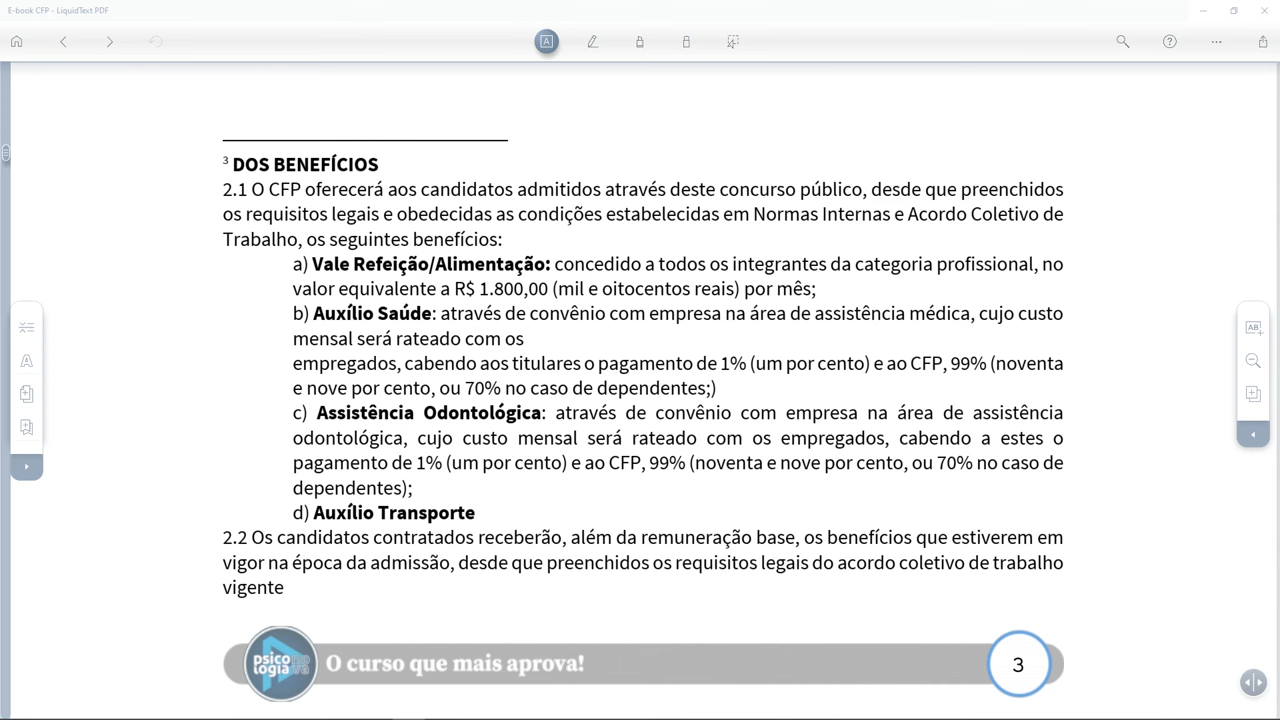 E-book CFP - LiquidText PDF
³ DOS BENEFÍCIOS
2.1 O CFP oferecerá aos candidatos admitidos através deste concurso público, desde que preenchidos
os requisitos legais e obedecidas as condições estabelecidas em Normas Internas e Acordo Coletivo de
Trabalho, os seguintes benefícios:
a) Vale Refeição/Alimentação: concedido a todos os integrantes da categoria profissional, no
valor equivalente a R$ 1.800,00 (mil e oitocentos reais) por mês;
b) Auxílio Saúde: através de convênio com empresa na área de assistência médica, cujo custo
mensal será rateado com os
empregados, cabendo aos titulares o pagamento de 1% (um por cento) e ao CFP, 99% (noventa
e nove por cento, ou 70% no caso de dependentes;)
c) Assistência Odontológica: através de convênio com empresa na área de assistência
odontológica, cujo custo mensal será rateado com os empregados, cabendo a estes o
pagamento de 1% (um por cento) e ao CFP, 99% (noventa e nove por cento, ou 70% no caso de
dependentes);
d) Auxílio Transporte
2.2 Os candidatos contratados receberão, além da remuneração base, os benefícios que estiverem em
vigor na época da admissão, desde que preenchidos os requisitos legais do acordo coletivo de trabalho
vigente
psico
logia
O curso que mais aprova!
3